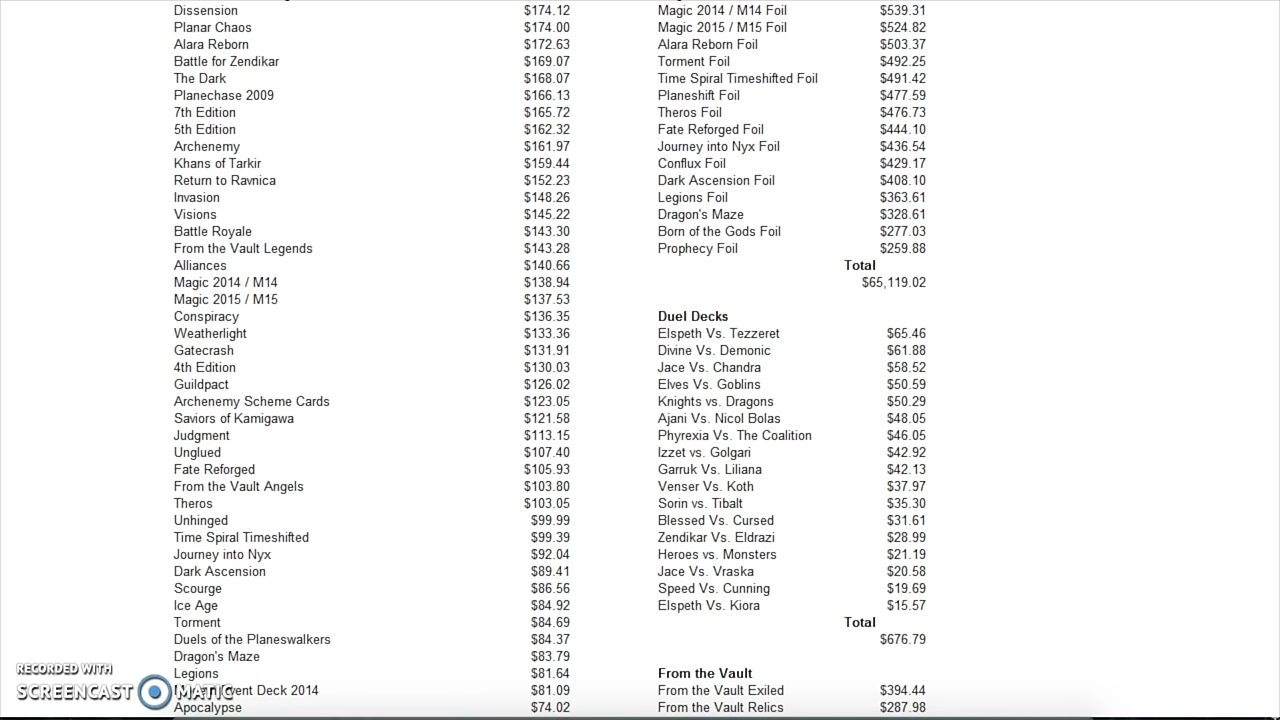 Dissension $174.12
Planar Chaos $174.00
Alara Reborn $172.63
Battle for Zendikar $169.07
The Dark $168.07
Planechase 2009 $166.13
7th Edition $165.72
5th Edition $162.32
Archenemy $161.97
Khans of Tarkir $159.44
Return to Ravnica $152.23
Invasion $148.26
Visions $145.22
Battle Royale $143.30
From the Vault Legends $143.28
Alliances $140.66
Magic 2014 / M14 $138.94
Magic 2015 / M15 $137.53
Conspiracy $136.35
Weatherlight $133.36
Gatecrash $131.91
4th Edition $130.03
Guildpact $126.02
Archenemy Scheme Cards $123.05
Saviors of Kamigawa $121.58
Judgment $113.15
Unglued $107.40
Fate Reforged $105.93
From the Vault Angels $103.80
Theros $103.05
Unhinged $99.99
Time Spiral Timeshifted $99.39
Journey into Nyx $92.04
Dark Ascension $89.41
Scourge $86.56
Ice Age $84.92
Torment $84.69
Duels of the Planeswalkers $84.37
Dragon's Maze $83.79
Legions $81.64
Event Deck 2014 $81.09
Apocalypse $74.02
Magic 2014 / M14 Foil $539.31
Magic 2015 / M15 Foil $524.82
Alara Reborn Foil $503.37
Torment Foil $492.25
Time Spiral Timeshifted Foil $491.42
Planeshift Foil $477.59
Theros Foil $476.73
Fate Reforged Foil $444.10
Journey into Nyx Foil $436.54
Conflux Foil $429.17
Dark Ascension Foil $408.10
Legions Foil $363.61
Dragon's Maze $328.61
Born of the Gods Foil $277.03
Prophecy Foil $259.88
Total
$65,119.02
Duel Decks
Elspeth Vs. Tezzeret $65.46
Divine Vs. Demonic $61.88
Jace Vs. Chandra $58.52
Elves Vs. Goblins $50.59
Knights vs. Dragons $50.29
Ajani Vs. Nicol Bolas $48.05
Phyrexia Vs. The Coalition $46.05
Izzet vs. Golgari $42.92
Garruk Vs. Liliana $42.13
Venser Vs. Koth $37.97
Sorin vs. Tibalt $35.30
Blessed Vs. Cursed $31.61
Zendikar Vs. Eldrazi $28.99
Heroes vs. Monsters $21.19
Jace Vs. Vraska $20.58
Speed Vs. Cunning $19.69
Elspeth Vs. Kiora $15.57
Total
$676.79
From the Vault
From the Vault Exiled $394.44
From the Vault Relics $287.98
RECORDED WITH
SCREENCAST MATIC